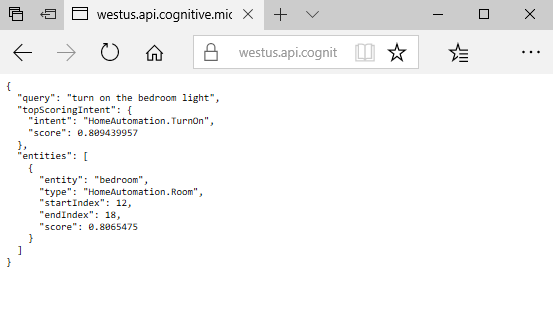 westus.api.cognitive.mic
westus.api.cognit
{
  "query": "turn on the bedroom light",
  "topScoringIntent": {
    "intent": "HomeAutomation.TurnOn",
    "score": 0.809439957
  },
  "entities": [
    {
      "entity": "bedroom",
      "type": "HomeAutomation.Room",
      "startIndex": 12,
      "endIndex": 18,
      "score": 0.8065475
    }
  ]
}